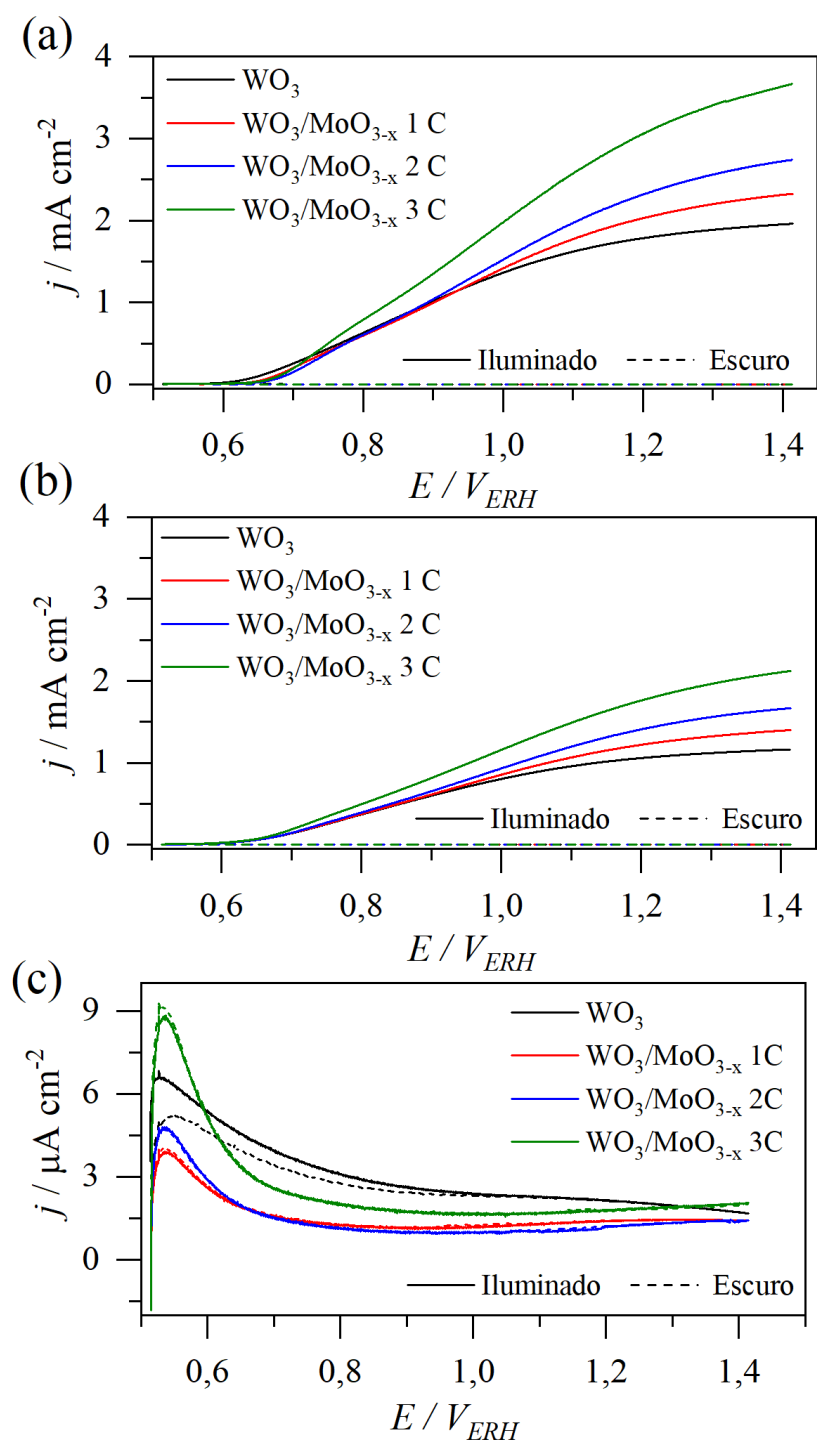 (a)
4
3
2
1
0
j / mA cm⁻²
WO₃
WO₃/MoO₃₋ₓ 1 C
WO₃/MoO₃₋ₓ 2 C
WO₃/MoO₃₋ₓ 3 C
Iluminado Escuro
0,6 0,8 1,0 1,2 1,4
E / V_ERH
(b)
4
3
2
1
0
j / mA cm⁻²
WO₃
WO₃/MoO₃₋ₓ 1 C
WO₃/MoO₃₋ₓ 2 C
WO₃/MoO₃₋ₓ 3 C
Iluminado Escuro
0,6 0,8 1,0 1,2 1,4
E / V_ERH
(c)
9
6
3
0
j / μA cm⁻²
WO₃
WO₃/MoO₃₋ₓ 1C
WO₃/MoO₃₋ₓ 2C
WO₃/MoO₃₋ₓ 3C
Iluminado Escuro
0,6 0,8 1,0 1,2 1,4
E / V_ERH